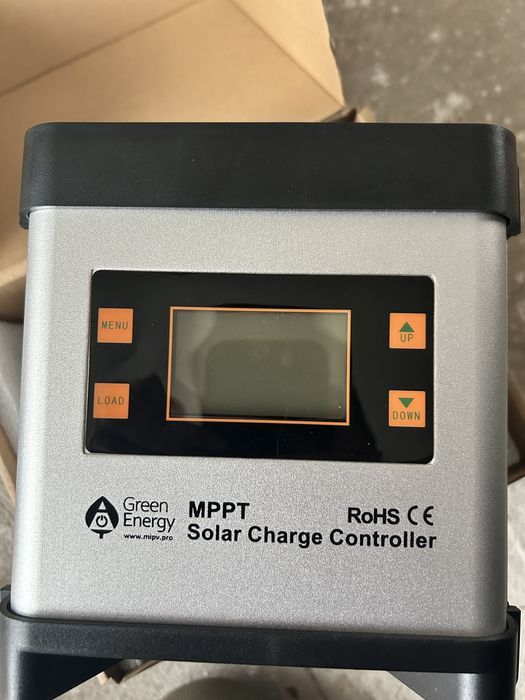 MENU
UP
LOAD
DOWN
Green
Energy
www.mipv.pro
MPPT
RoHS CE
Solar Charge Controller